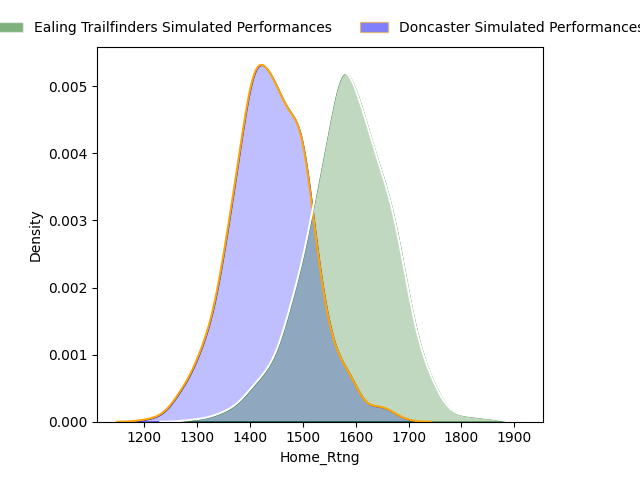 Ealing Trailfinders Simulated Performances
Doncaster Simulated Performances
0.005
0.004
0.003
0.002
0.001
0.000
Density
1200 1300 1400 1500 1600 1700 1800 1900
Home_Rtng